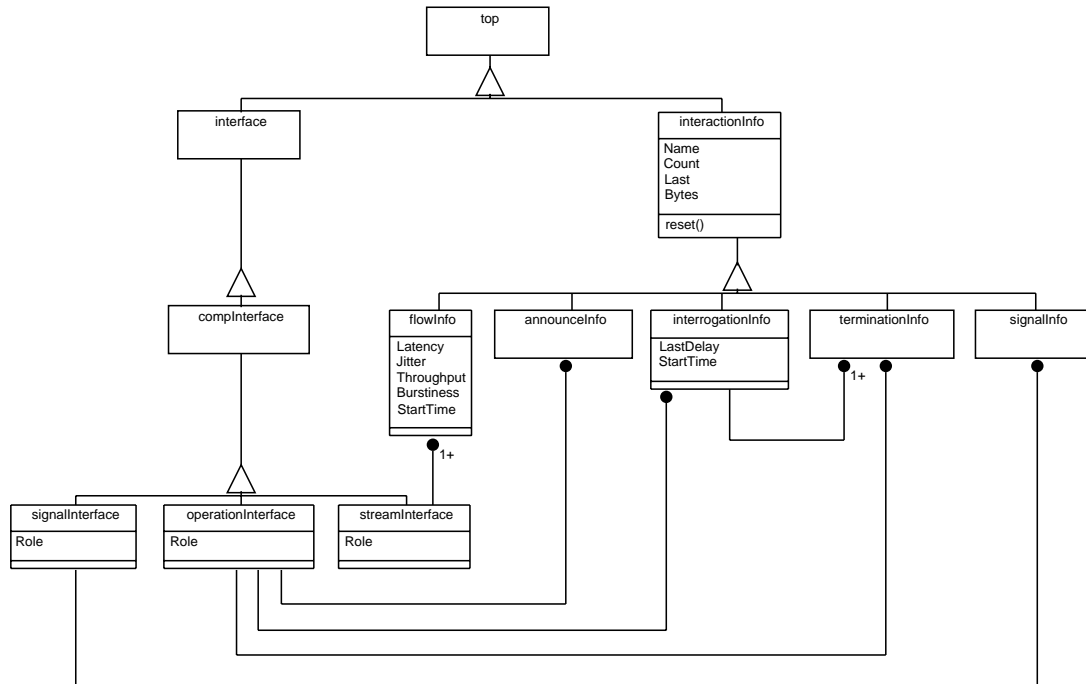 top
interface
interactionInfo
Name
Count
Last
Bytes
reset()
compInterface
flowInfo
Latency
Jitter
Throughput
Burstiness
StartTime
announceInfo
interrogationInfo
LastDelay
StartTime
terminationInfo
signalInfo
1+
1+
signalInterface
Role
operationInterface
Role
streamInterface
Role